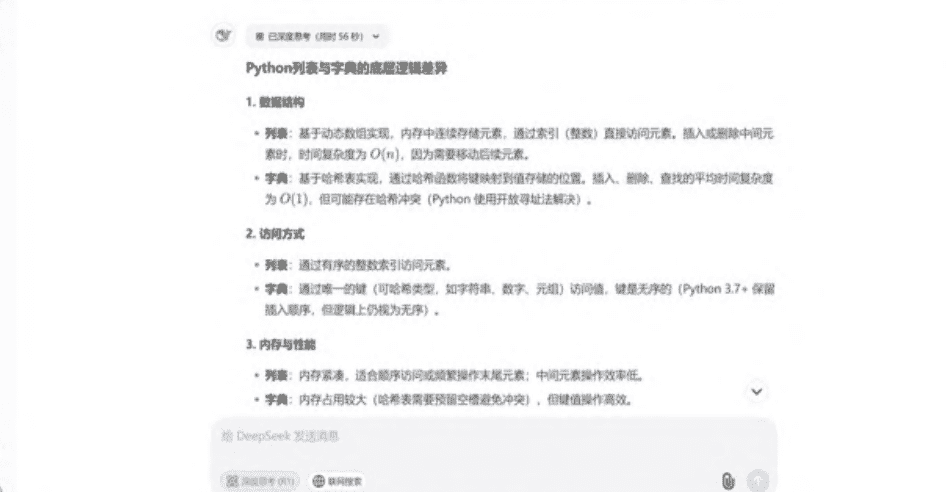 已深度思考（用时 56 秒）
Python列表与字典的底层逻辑差异
1. 数据结构
• 列表：基于动态数组实现，内存中连续存储元素，通过索引（整数）直接访问元素。插入或删除中间元
素时，时间复杂度为 O(n)，因为需要移动后续元素。
• 字典：基于哈希表实现，通过哈希函数将键映射到值存储的位置。插入、删除、查找的平均时间复杂度
为 O(1)，但可能存在哈希冲突（Python 使用开放寻址法解决）。
2. 访问方式
• 列表：通过有序的整数索引访问元素。
• 字典：通过唯一的键（可哈希类型，如字符串、数字、元组）访问值，键是无序的（Python 3.7+ 保留
插入顺序，但逻辑上仍视为无序）。
3. 内存与性能
• 列表：内存紧凑，适合顺序访问或频繁操作末尾元素；中间元素操作效率低。
• 字典：内存占用较大（哈希表需要预留空槽避免冲突），但键值操作高效。
给 DeepSeek 发送消息
深度思考 (R1) 联网搜索